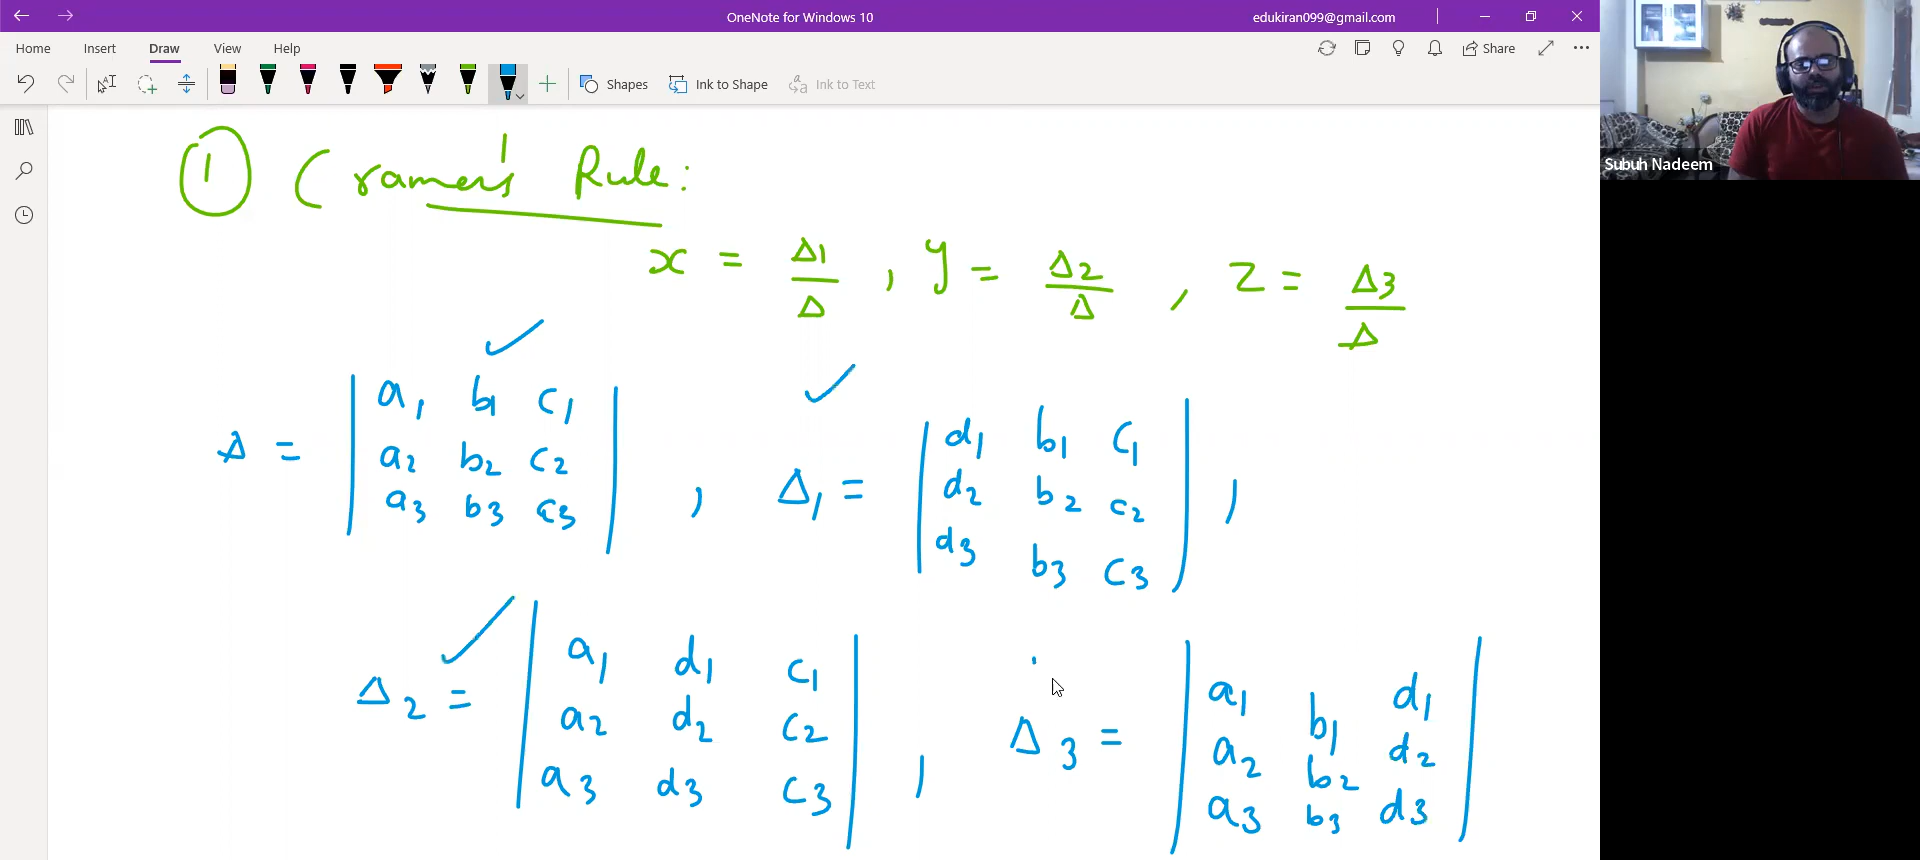 OneNote for Windows 10
edukiran099@gmail.com
Home Insert Draw View Help
Share
Shapes Ink to Shape Ink to Text
Subuh Nadeem
① Cramer's Rule:
x = Δ1/Δ , y = Δ2/Δ , z = Δ3/Δ
Δ = | a1 b1 c1
a2 b2 c2
a3 b3 c3 | ,
Δ1 = | d1 b1 c1
d2 b2 c2
d3 b3 c3 | ,
Δ2 = | a1 d1 c1
a2 d2 c2
a3 d3 c3 | ,
Δ3 = | a1 b1 d1
a2 b2 d2
a3 b3 d3 |